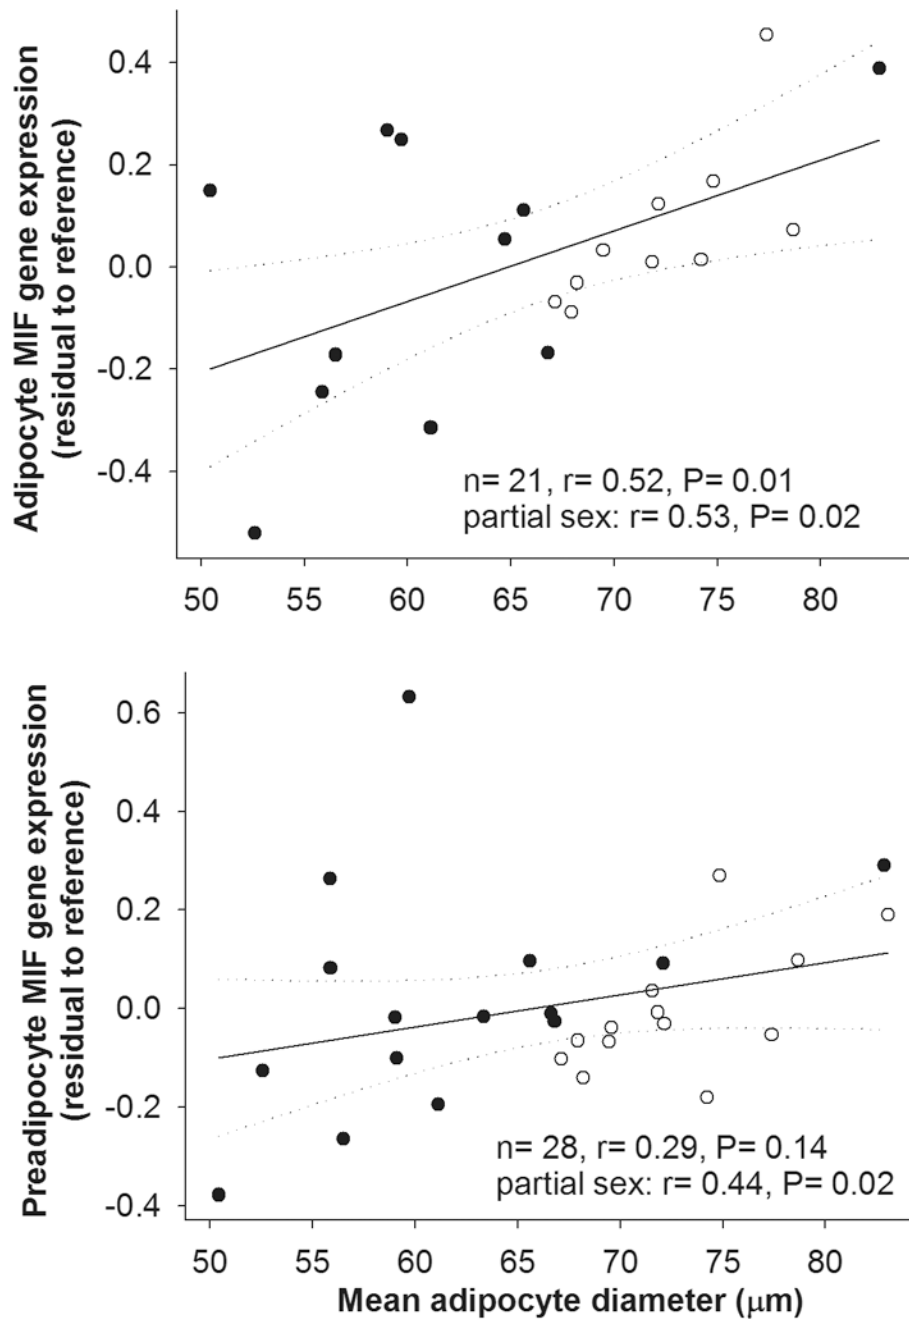 Adipocyte MIF gene expression
(residual to reference)
0.4
0.2
0.0
-0.2
-0.4
n= 21, r= 0.52, P= 0.01
partial sex: r= 0.53, P= 0.02
50 55 60 65 70 75 80
Preadipocyte MIF gene expression
(residual to reference)
0.6
0.4
0.2
0.0
-0.2
-0.4
n= 28, r= 0.29, P= 0.14
partial sex: r= 0.44, P= 0.02
50 55 60 65 70 75 80
Mean adipocyte diameter (μm)